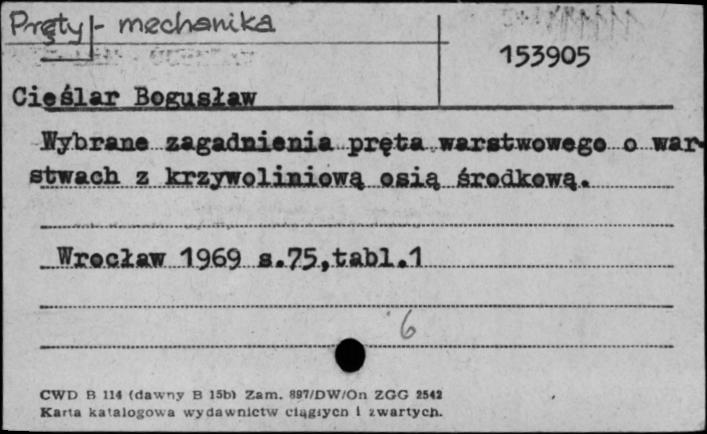 Pręty - mechanika
153905
Cieślar Bogusław
Wybrane zagadnienia pręta warstwowego o war-
stwach z krzywoliniową osią środkową.
Wrocław 1969 s.75,tabl.1
6
CWD B 114 (dawny B 15b) Zam. 897/DW/On ZGG 2542
Karta katalogowa wydawnictw ciągłych i zwartych.